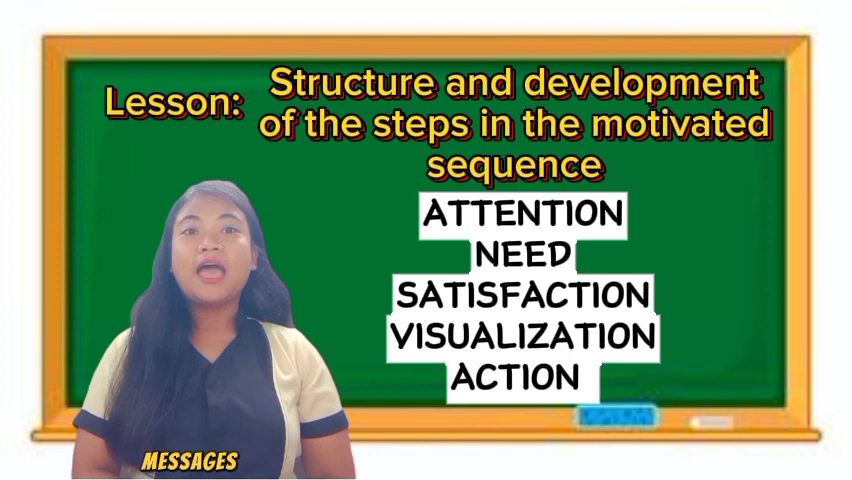 Lesson:
Structure and development
of the steps in the motivated
sequence
ATTENTION
NEED
SATISFACTION
VISUALIZATION
ACTION
MESSAGES